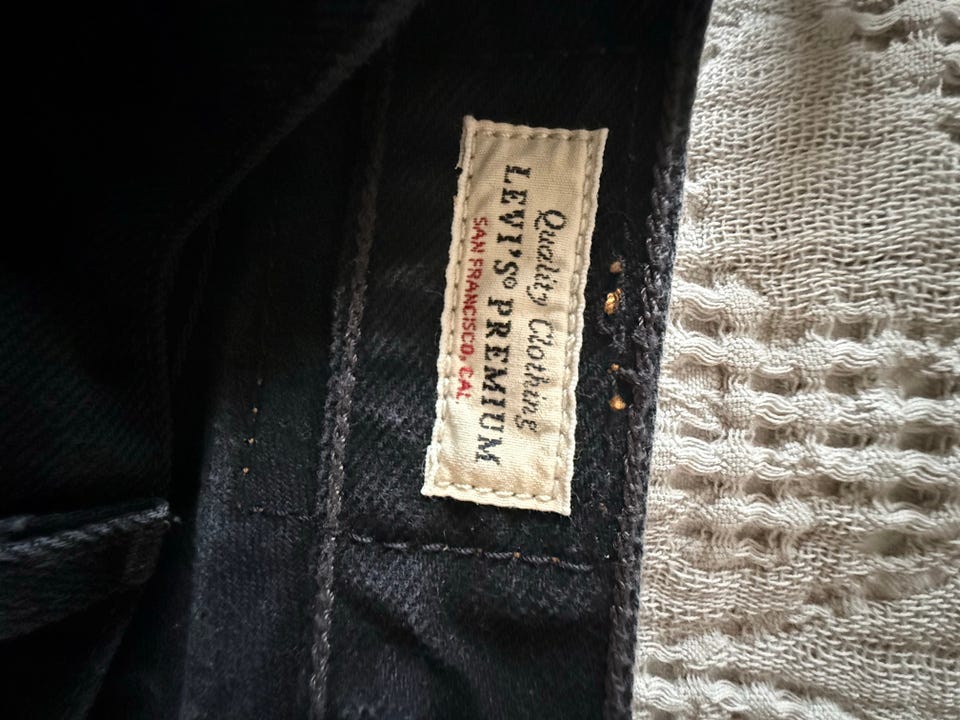 Quality Clothing
LEVI'S® PREMIUM
SAN FRANCISCO, CAL